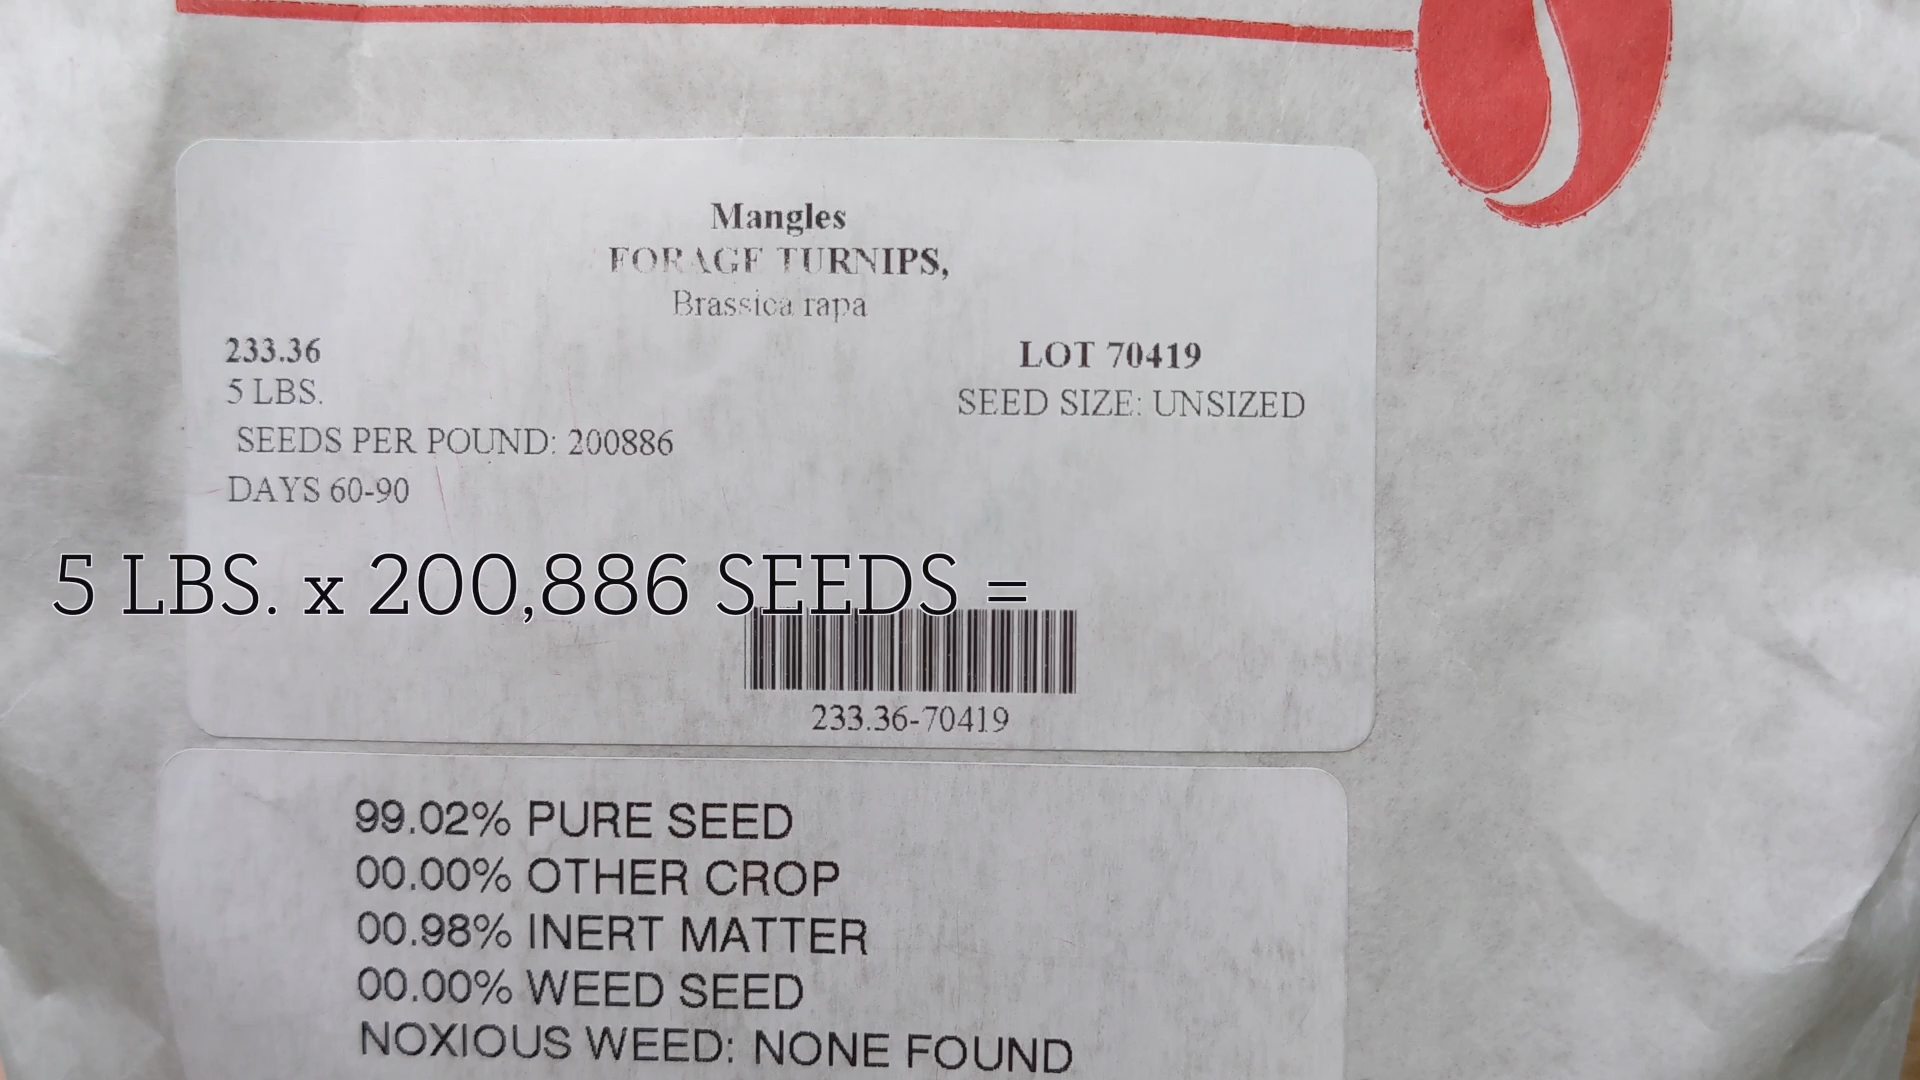 Mangles
FORAGE TURNIPS,
Brassica rapa
233.36
LOT 70419
5 LBS.
SEED SIZE: UNSIZED
SEEDS PER POUND: 200886
DAYS 60-90
5 LBS. x 200,886 SEEDS =
233.36-70419
99.02% PURE SEED
00.00% OTHER CROP
00.98% INERT MATTER
00.00% WEED SEED
NOXIOUS WEED: NONE FOUND